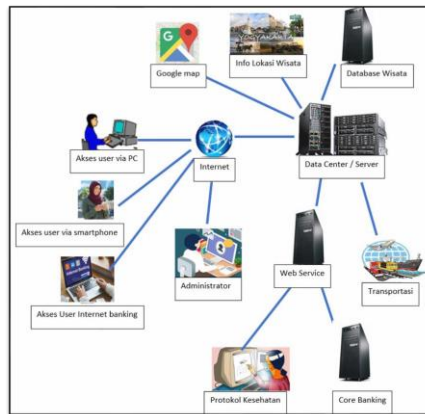 YOGYAKARTA
Google map
Info Lokasi Wisata
Database Wisata
Akses user via PC
Internet
Data Center / Server
Akses user via smartphone
Administrator
Web Service
Transportasi
Akses User Internet banking
Protokol Kesehatan
Core Banking